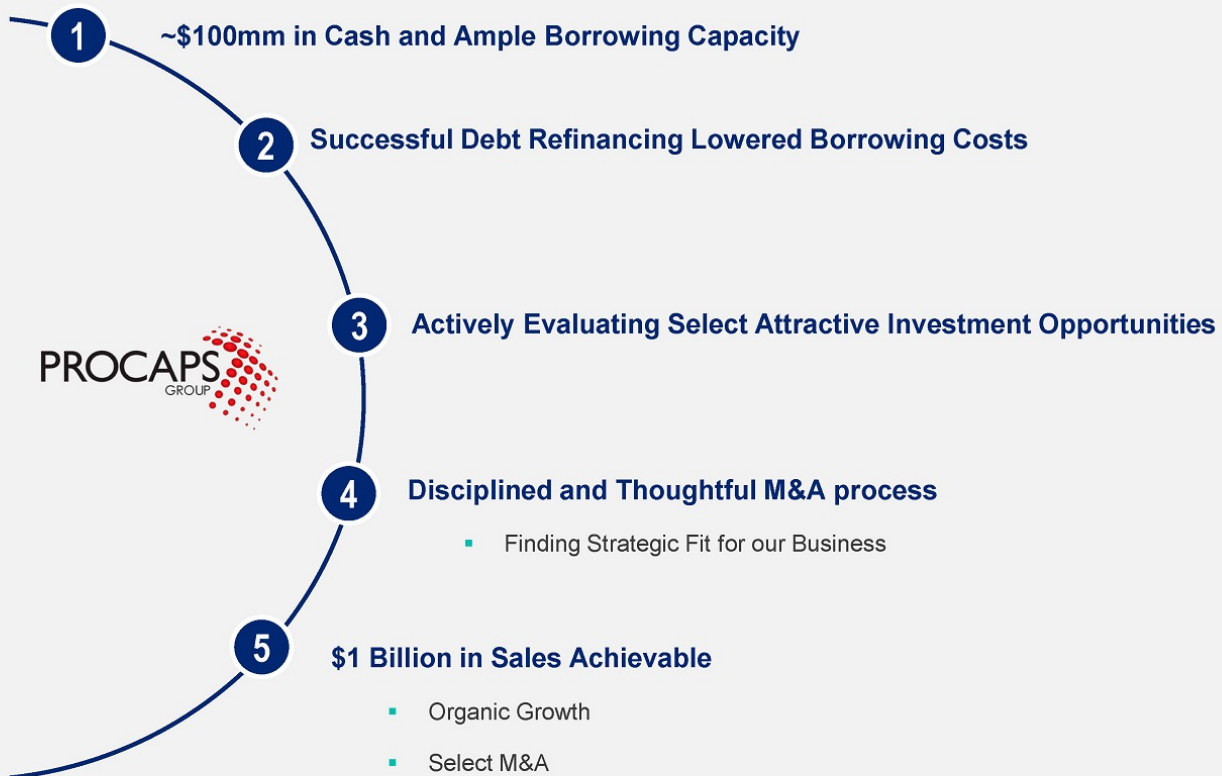 1
~$100mm in Cash and Ample Borrowing Capacity
2
Successful Debt Refinancing Lowered Borrowing Costs
3
Actively Evaluating Select Attractive Investment Opportunities
PROCAPS
GROUP
4
Disciplined and Thoughtful M&A process
▪ Finding Strategic Fit for our Business
5
$1 Billion in Sales Achievable
▪ Organic Growth
▪ Select M&A